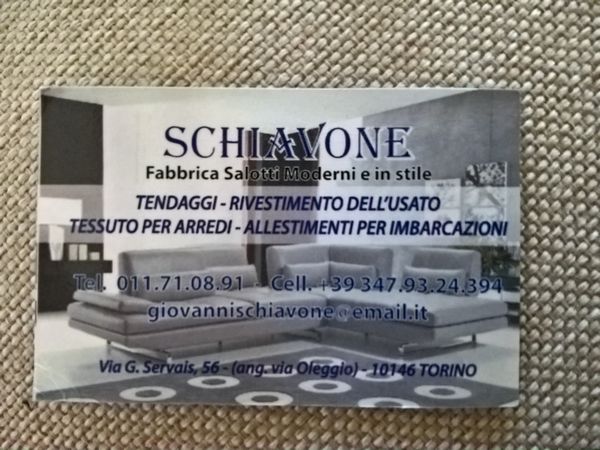 SCHIAVONE
Fabbrica Salotti Moderni e in stile
TENDAGGI - RIVESTIMENTO DELL'USATO
TESSUTO PER ARREDI - ALLESTIMENTI PER IMBARCAZIONI
Tel. 011.71.08.91 - Cell. +39 347.93.24.394
giovannischiavone@email.it
Via G. Servais, 56 - (ang. via Oleggio) - 10146 TORINO